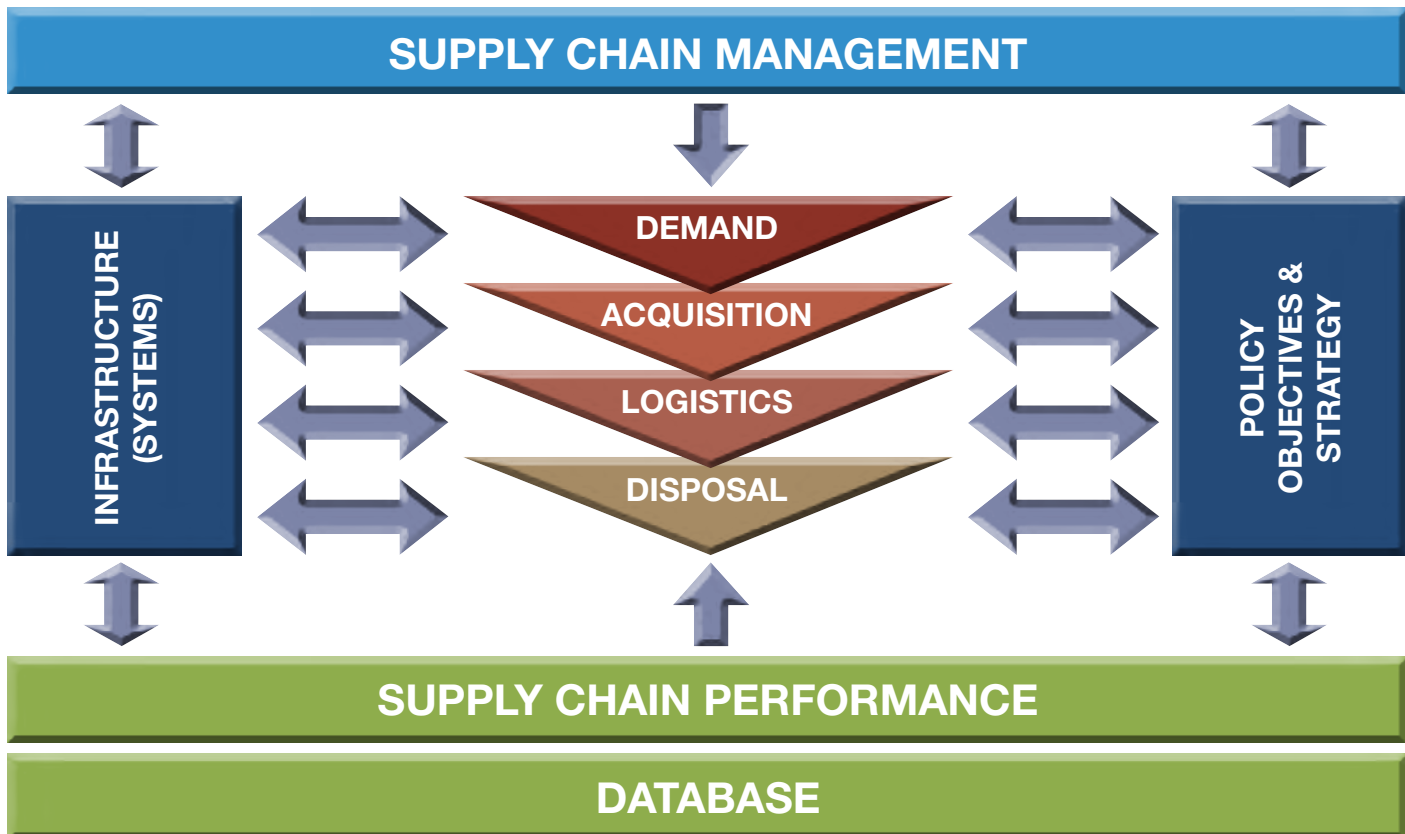 SUPPLY CHAIN MANAGEMENT
INFRASTRUCTURE
(SYSTEMS)
DEMAND
ACQUISITION
LOGISTICS
DISPOSAL
POLICY
OBJECTIVES &
STRATEGY
SUPPLY CHAIN PERFORMANCE
DATABASE